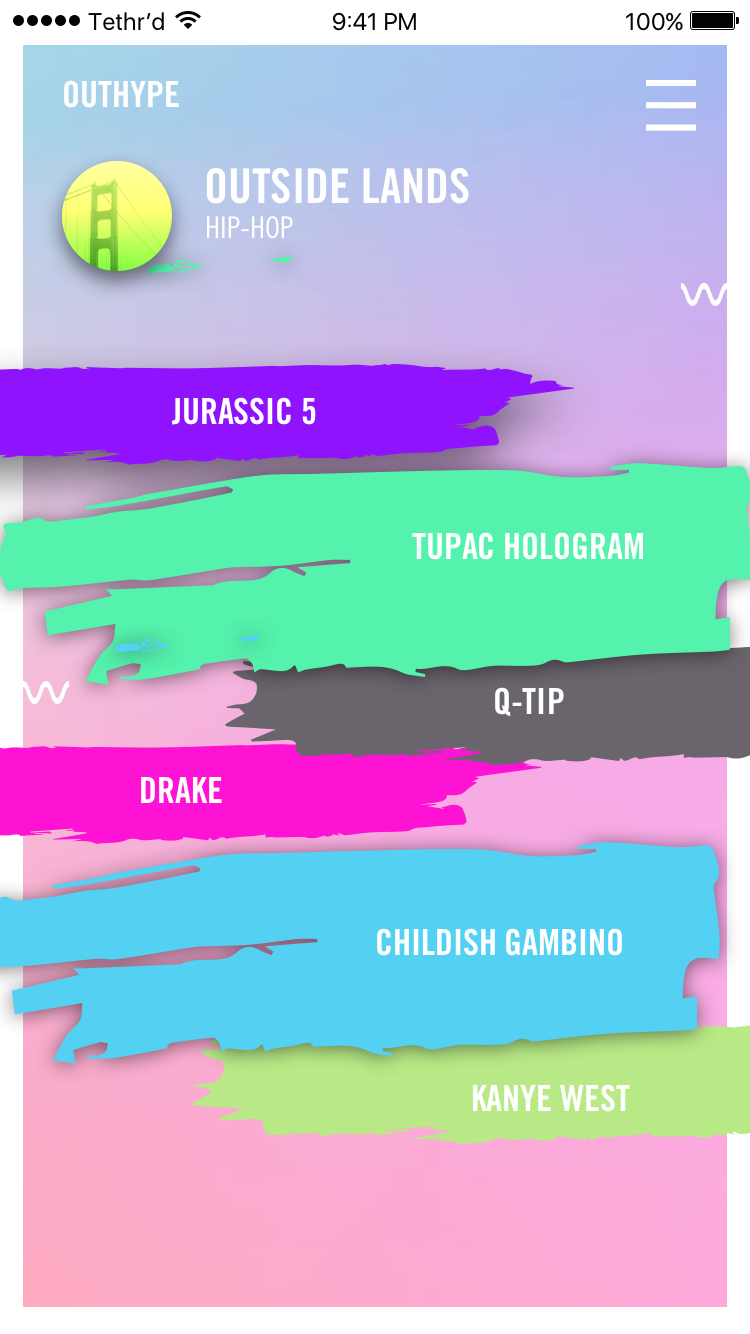 Tethr’d 9:41 PM 100%
OUTHYPE
OUTSIDE LANDS
HIP-HOP
JURASSIC 5
TUPAC HOLOGRAM
Q-TIP
DRAKE
CHILDISH GAMBINO
KANYE WEST